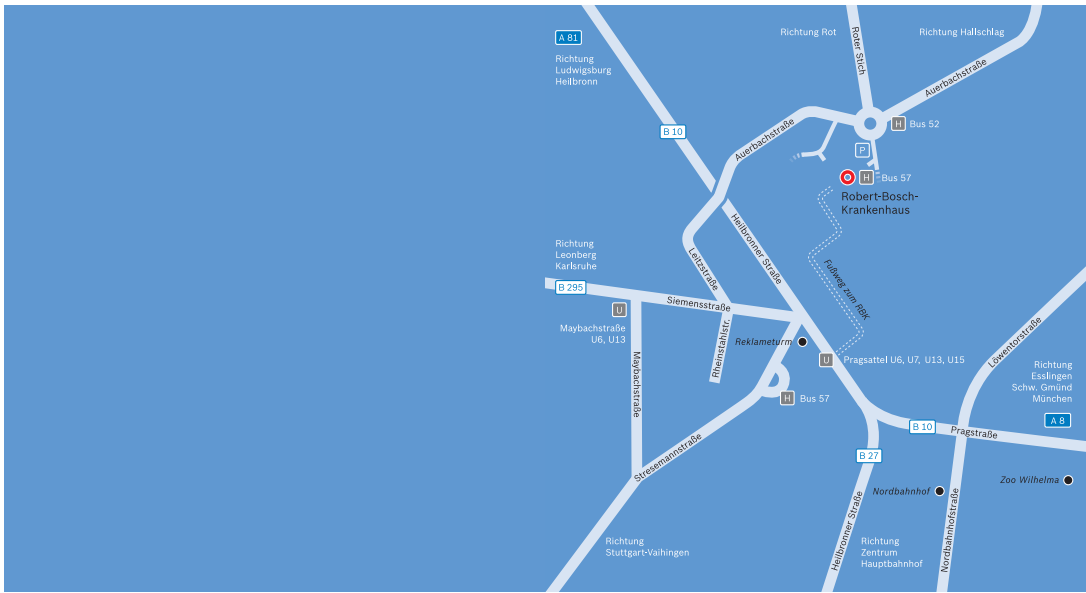 A 81
Richtung
Ludwigsburg
Heilbronn
Richtung Rot
Roter Stich
Richtung Hallschlag
Auerbachstraße
B 10
Auerbachstraße
H Bus 52
P
H Bus 57
Robert-Bosch-
Krankenhaus
Heilbronner Straße
Leitzstraße
Richtung
Leonberg
Karlsruhe
B 295
Siemensstraße
Fußweg zum RBK
U
Maybachstraße
U6, U13
Maybachstraße
Rheinstahlstr.
Reklameturm
U Pragsattel U6, U7, U13, U15
Löwentorstraße
Richtung
Esslingen
Schw. Gmünd
München
A 8
H Bus 57
B 10
Pragstraße
Stresemannstraße
B 27
Nordbahnhof
Zoo Wilhelma
Heilbronner Straße
Nordbahnhofstraße
Richtung
Stuttgart-Vaihingen
Richtung
Zentrum
Hauptbahnhof